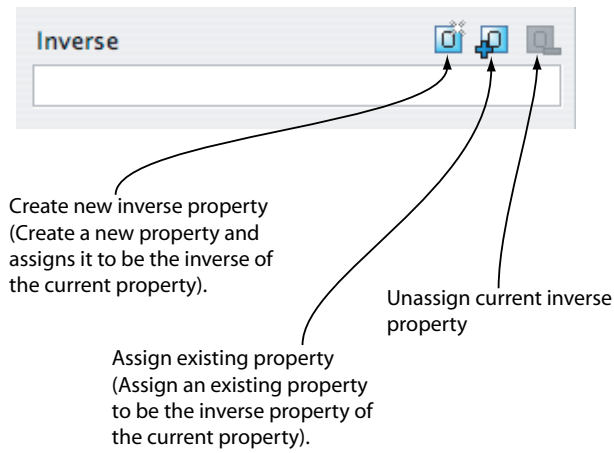 Inverse
Create new inverse property
(Create a new property and
assigns it to be the inverse of
the current property).
Unassign current inverse
property
Assign existing property
(Assign an existing property
to be the inverse property of
the current property).